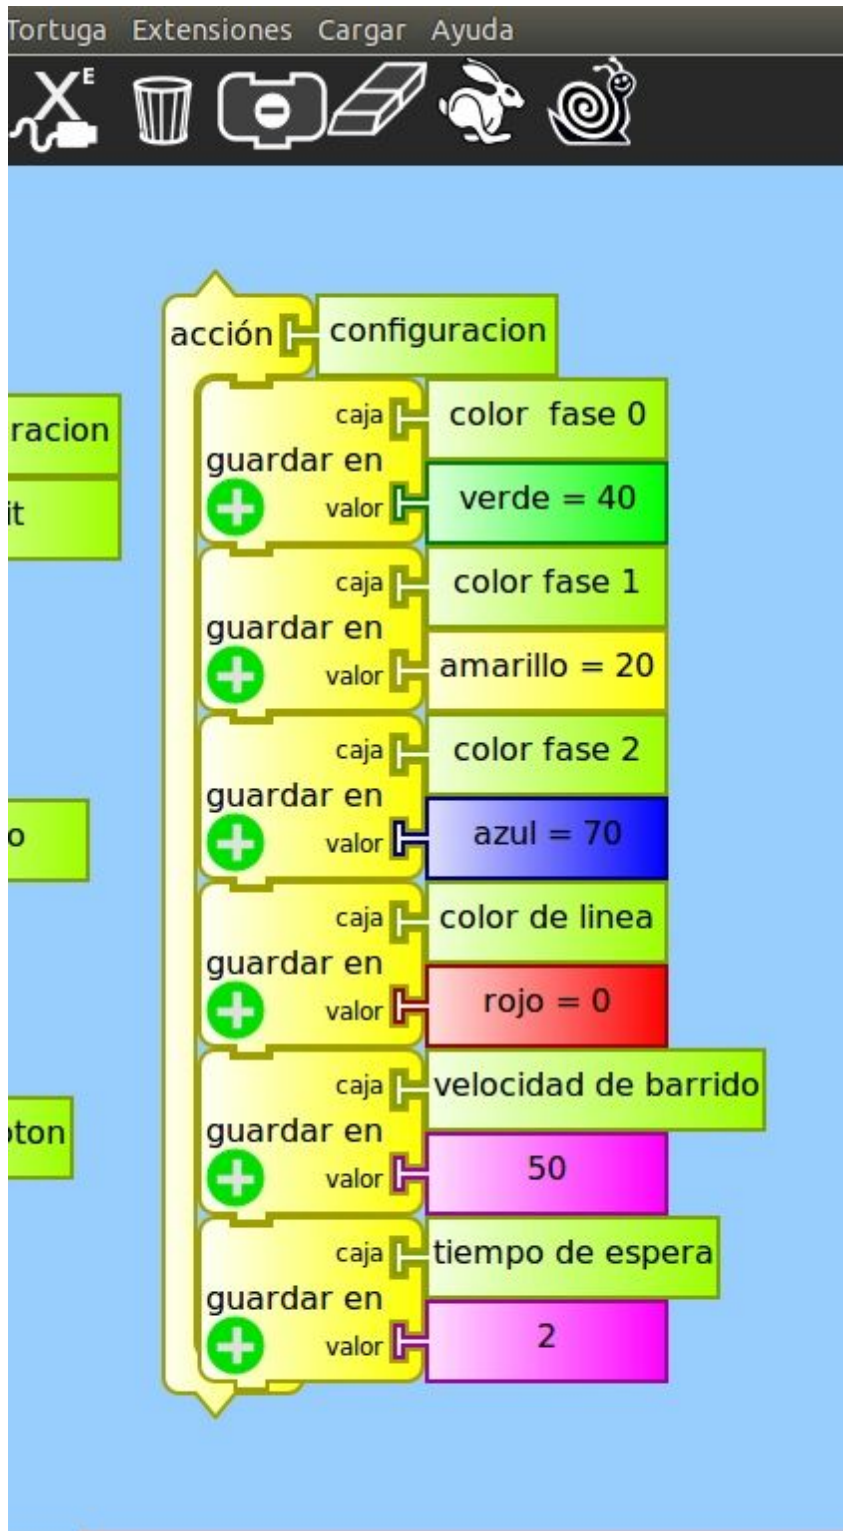 Tortuga Extensiones Cargar Ayuda
E
acción configuracion
caja color fase 0
guardar en
valor verde = 40
caja color fase 1
guardar en
valor amarillo = 20
caja color fase 2
guardar en
valor azul = 70
caja color de linea
guardar en
valor rojo = 0
caja velocidad de barrido
guardar en
valor 50
caja tiempo de espera
guardar en
valor 2
racion
it
o
oton